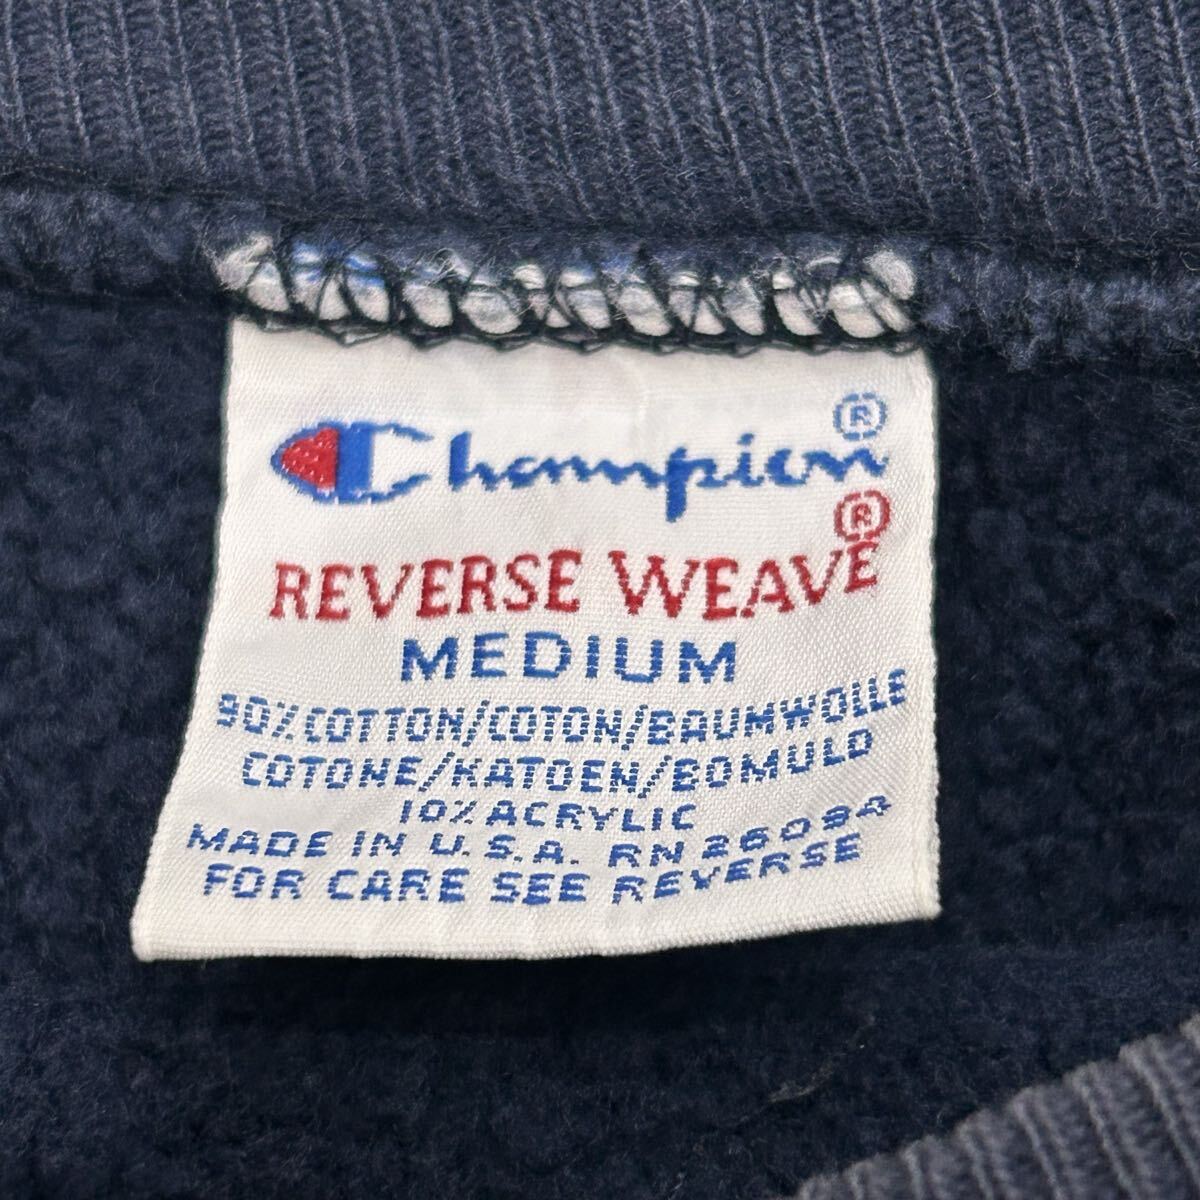 Champion®
REVERSE WEAVE®
MEDIUM
90% COTTON/COTON/BAUMWOLLE
COTONE/KATOEN/BOMULD
10% ACRYLIC
MADE IN U.S.A. RN 26094
FOR CARE SEE REVERSE